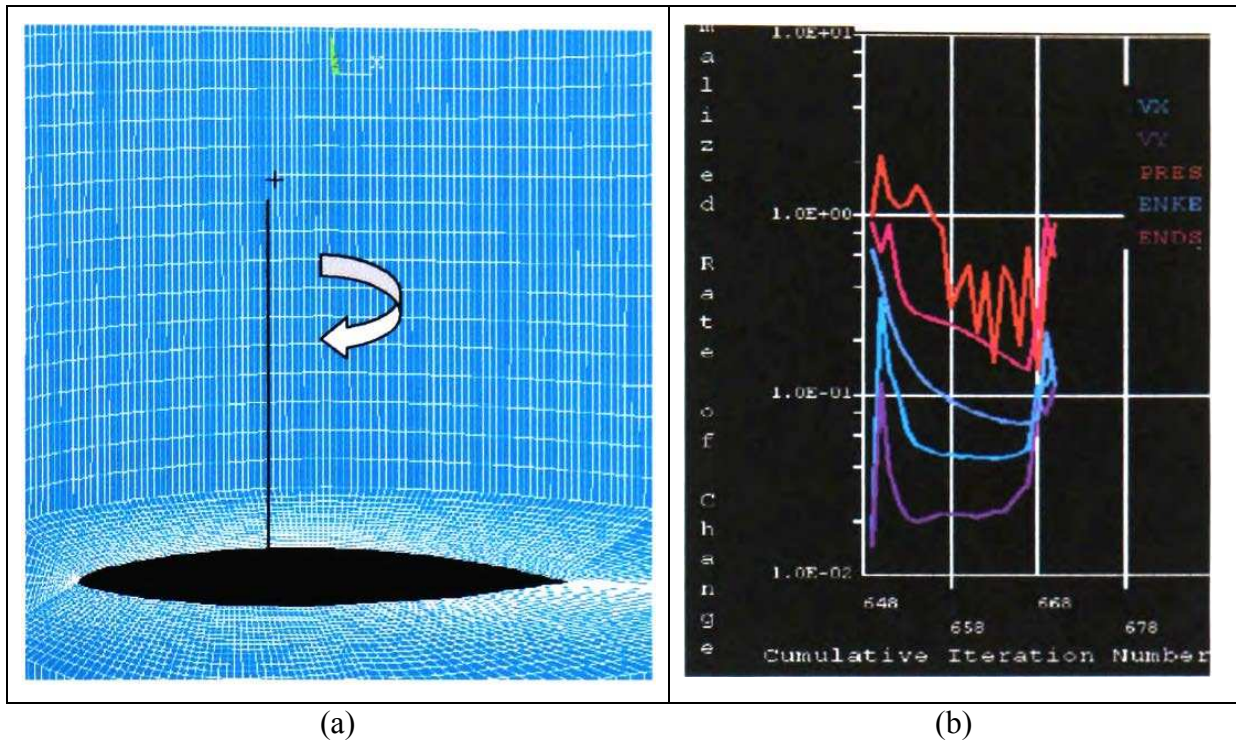 X
malized Rate of Change
1.0E+01
1.0E+00
1.0E-01
1.0E-02
VX
VY
PRES
ENKE
ENDS
648
668
658
678
Cumulative Iteration Number
(a)
(b)